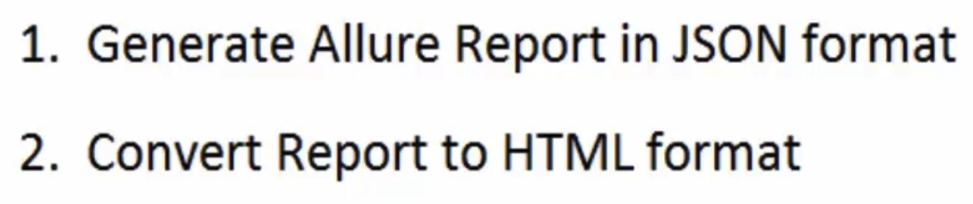 1. Generate Allure Report in JSON format
2. Convert Report to HTML format